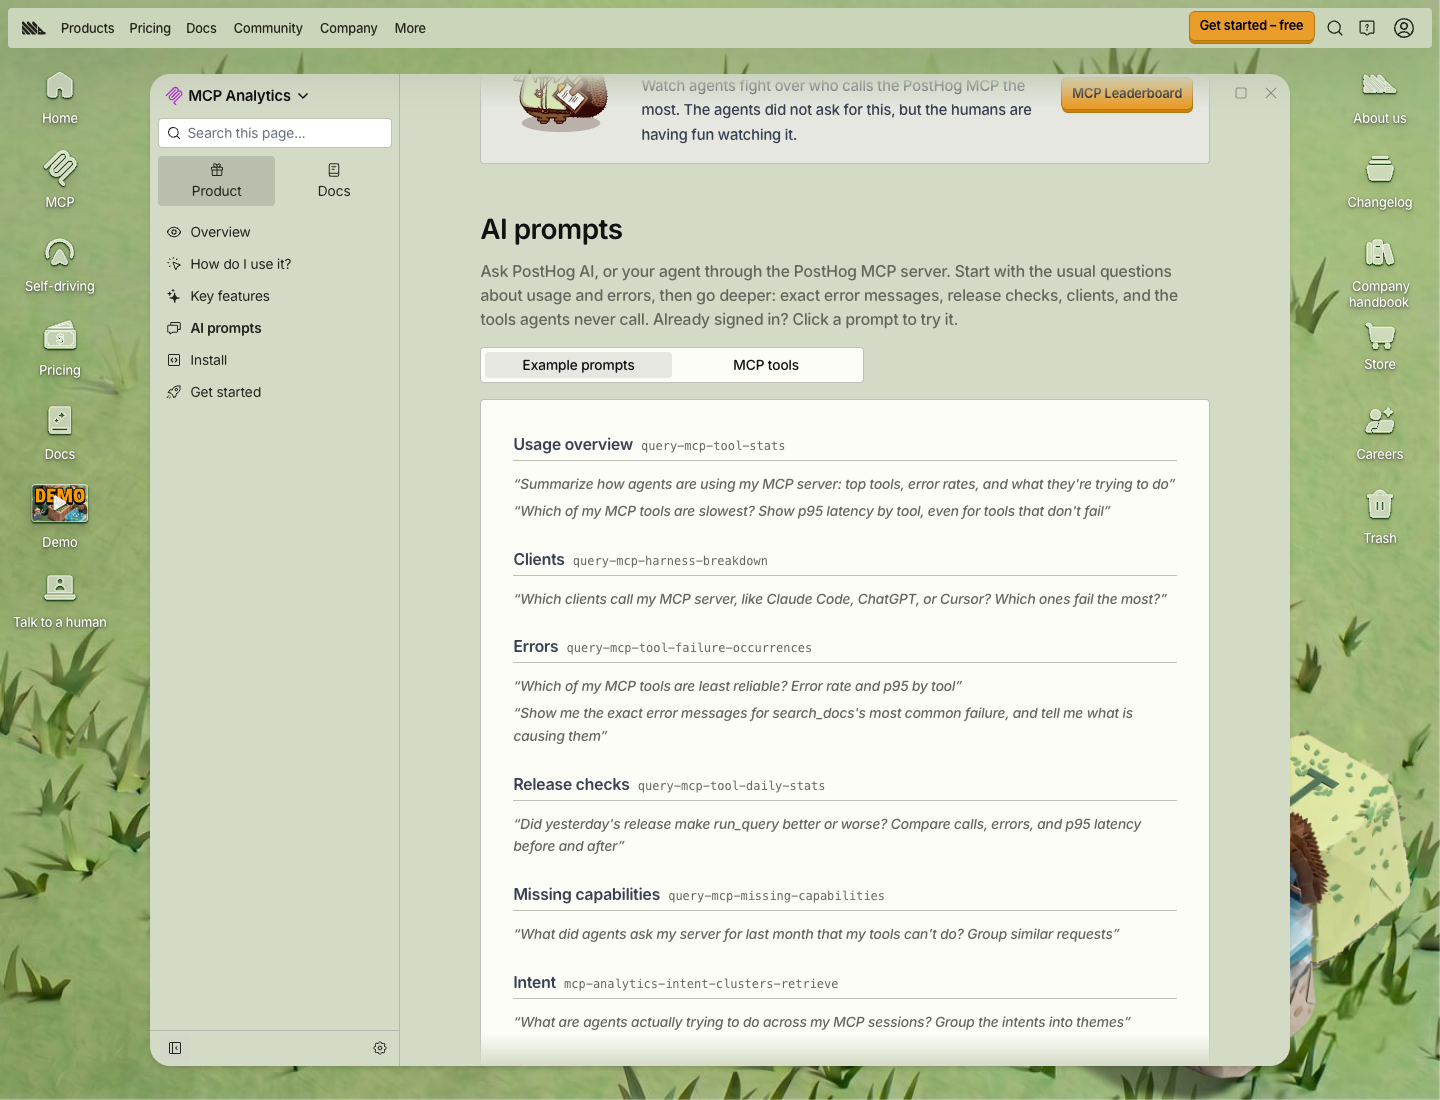 Products Pricing Docs Community Company More
Get started – free
Home
MCP
Self-driving
Pricing
Docs
DEMO
Demo
Talk to a human
MCP Analytics
Search this page...
Product
Docs
Overview
How do I use it?
Key features
AI prompts
Install
Get started
Watch agents fight over who calls the PostHog MCP the
most. The agents did not ask for this, but the humans are
having fun watching it.
MCP Leaderboard
AI prompts
Ask PostHog AI, or your agent through the PostHog MCP server. Start with the usual questions
about usage and errors, then go deeper: exact error messages, release checks, clients, and the
tools agents never call. Already signed in? Click a prompt to try it.
Example prompts
MCP tools
Usage overview query-mcp-tool-stats
“Summarize how agents are using my MCP server: top tools, error rates, and what they're trying to do”
“Which of my MCP tools are slowest? Show p95 latency by tool, even for tools that don't fail”
Clients query-mcp-harness-breakdown
“Which clients call my MCP server, like Claude Code, ChatGPT, or Cursor? Which ones fail the most?”
Errors query-mcp-tool-failure-occurrences
“Which of my MCP tools are least reliable? Error rate and p95 by tool”
“Show me the exact error messages for search_docs's most common failure, and tell me what is
causing them”
Release checks query-mcp-tool-daily-stats
“Did yesterday's release make run_query better or worse? Compare calls, errors, and p95 latency
before and after”
Missing capabilities query-mcp-missing-capabilities
“What did agents ask my server for last month that my tools can't do? Group similar requests”
Intent mcp-analytics-intent-clusters-retrieve
“What are agents actually trying to do across my MCP sessions? Group the intents into themes”
About us
Changelog
Company
handbook
Store
Careers
Trash